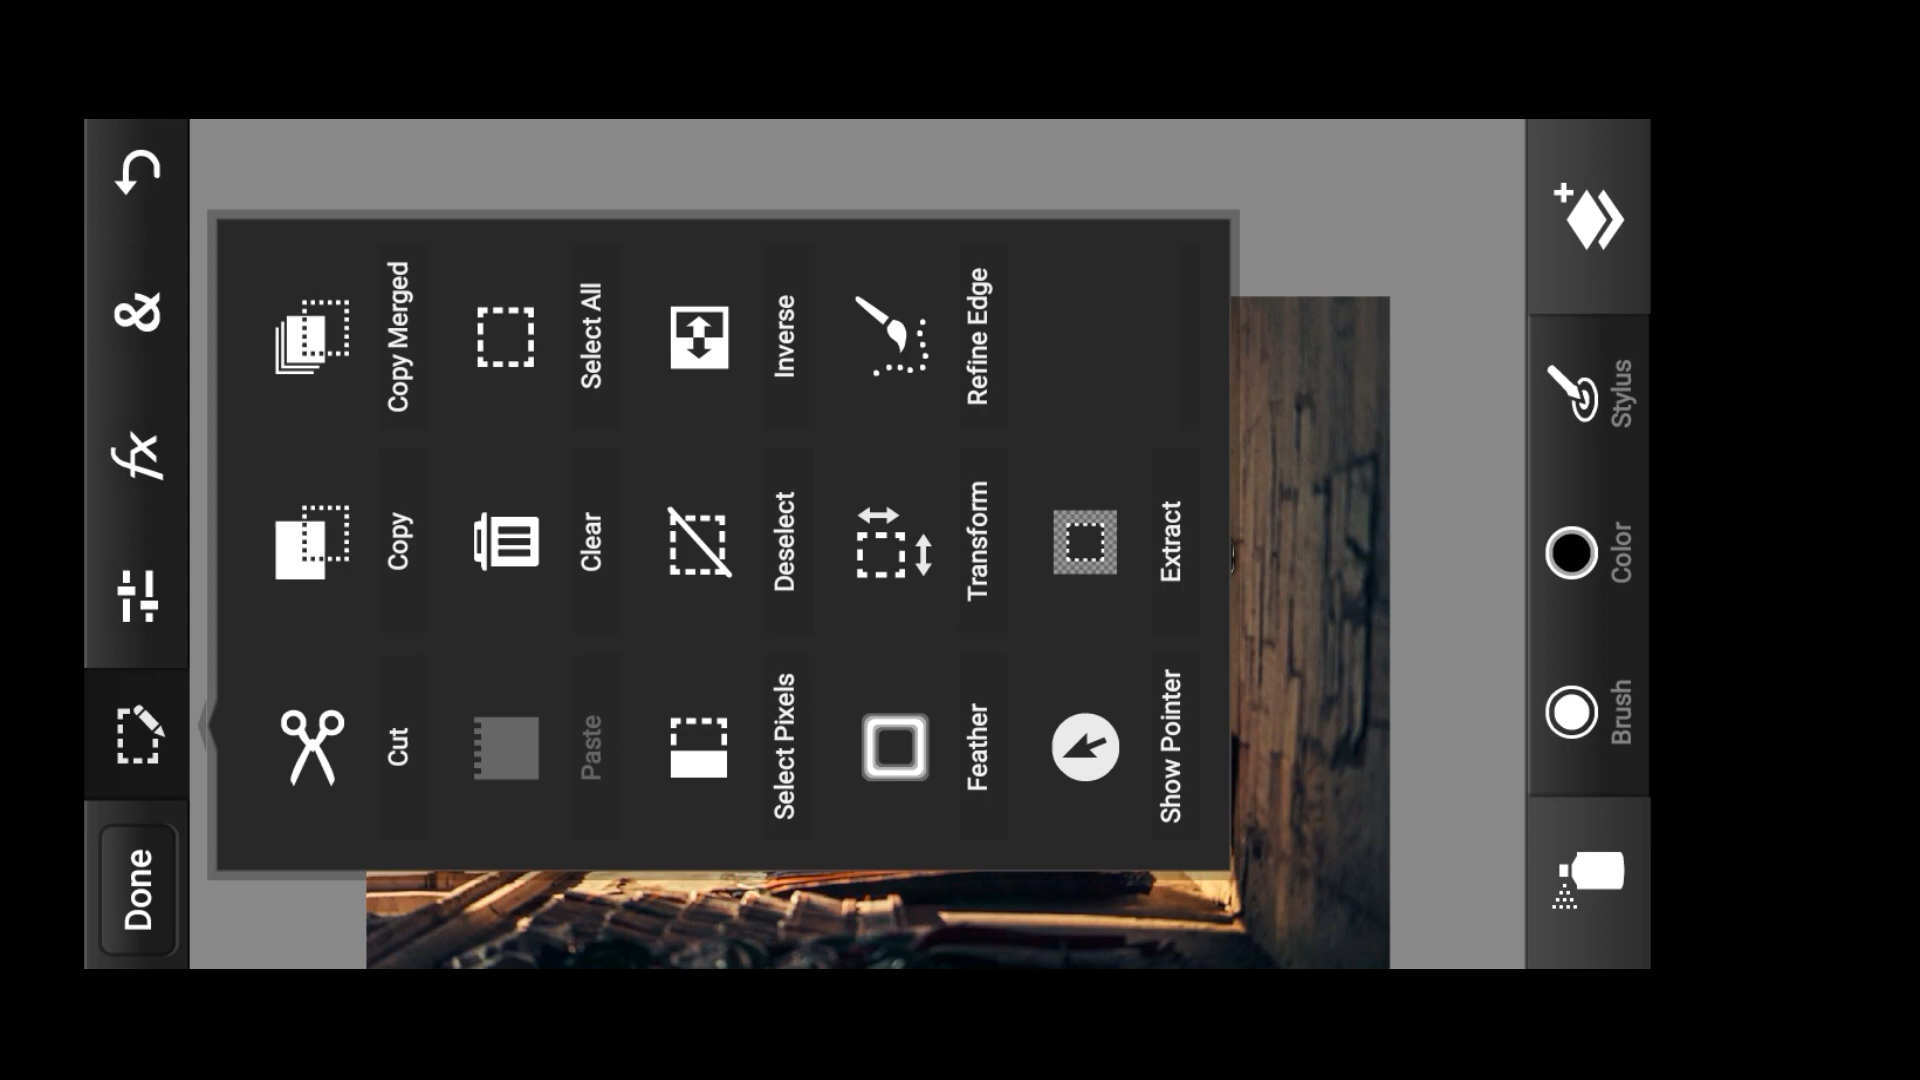 Done
fx
&
Cut
Copy
Copy Merged
Paste
Clear
Select All
Select Pixels
Deselect
Inverse
Feather
Transform
Refine Edge
Show Pointer
Extract
Brush
Color
Stylus